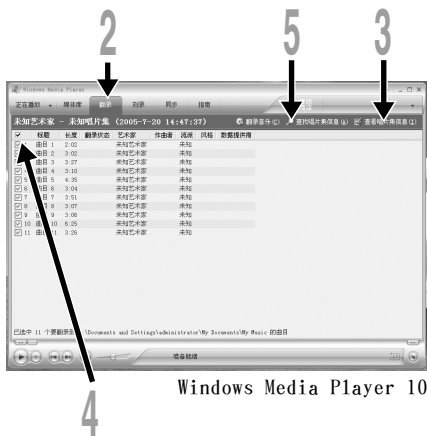 2
5
3
Windows Media Player
正在播放 媒体库 翻录 刻录 同步 指南
未知艺术家 - 未知唱片集 (2005-7-20 14:47:37) 翻录音乐(C) 查找唱片集信息(A) 查看唱片集信息(I)
标题 长度 翻录状态 艺术家 作曲者 流派 风格 数据提供商
曲目 1 2:02 未知艺术家 未知
曲目 2 3:02 未知艺术家 未知
曲目 3 3:27 未知艺术家 未知
曲目 4 3:10 未知艺术家 未知
5 曲目 5 4:35 未知艺术家 未知
6 曲目 6 3:04 未知艺术家 未知
7 曲目 7 3:51 未知艺术家 未知
8 曲目 8 3:07 未知艺术家 未知
9 9 3:06 未知艺术家 未知
10 曲目 10 6:25 未知艺术家 未知
11 曲目 11 3:26 未知艺术家 未知
已选中 11 个要翻录到 \Documents and Settings\administrator\My Documents\My Music 的曲目
准备就绪
Windows Media Player 10
4